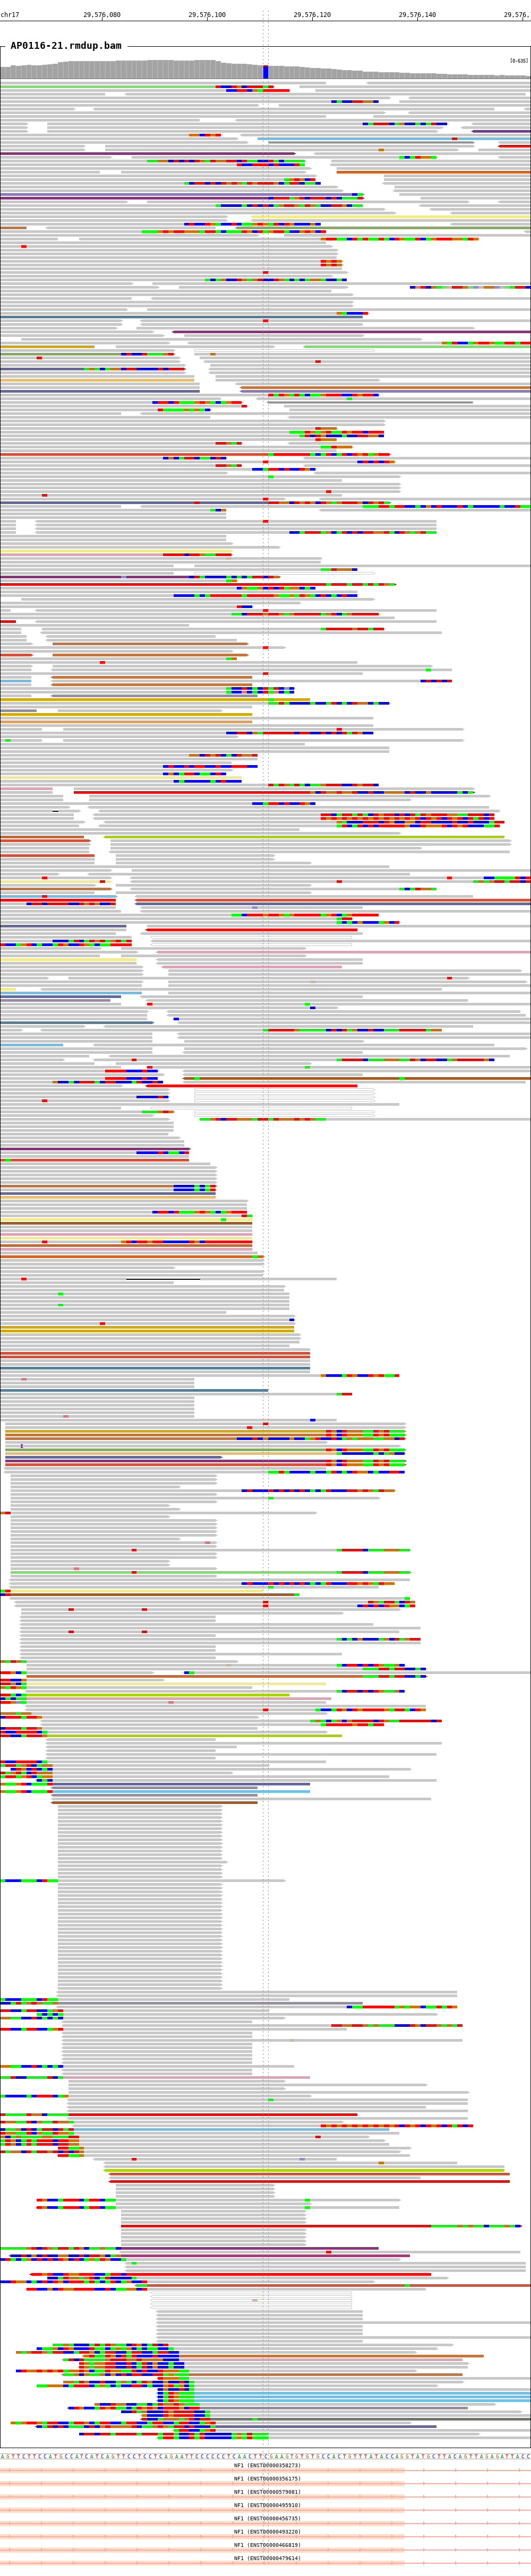 chr17 29,576,080 29,576,100 29,576,120 29,576,140 29,576,
AP0116-21.rmdup.bam
[0-635]
AGTTCTTCCATGCCATCATCAGTTCCTCCTCAGAATTCCCCCCTCAACTTCGAAGTGTGTGCCACTGTTTATACCAGGTATGCTTACAGTTAGAGATTACC
NF1 (ENST00000358273)
NF1 (ENST00000356175)
NF1 (ENST00000579081)
NF1 (ENST00000495910)
NF1 (ENST00000456735)
NF1 (ENST00000493220)
NF1 (ENST00000466819)
NF1 (ENST00000479614)